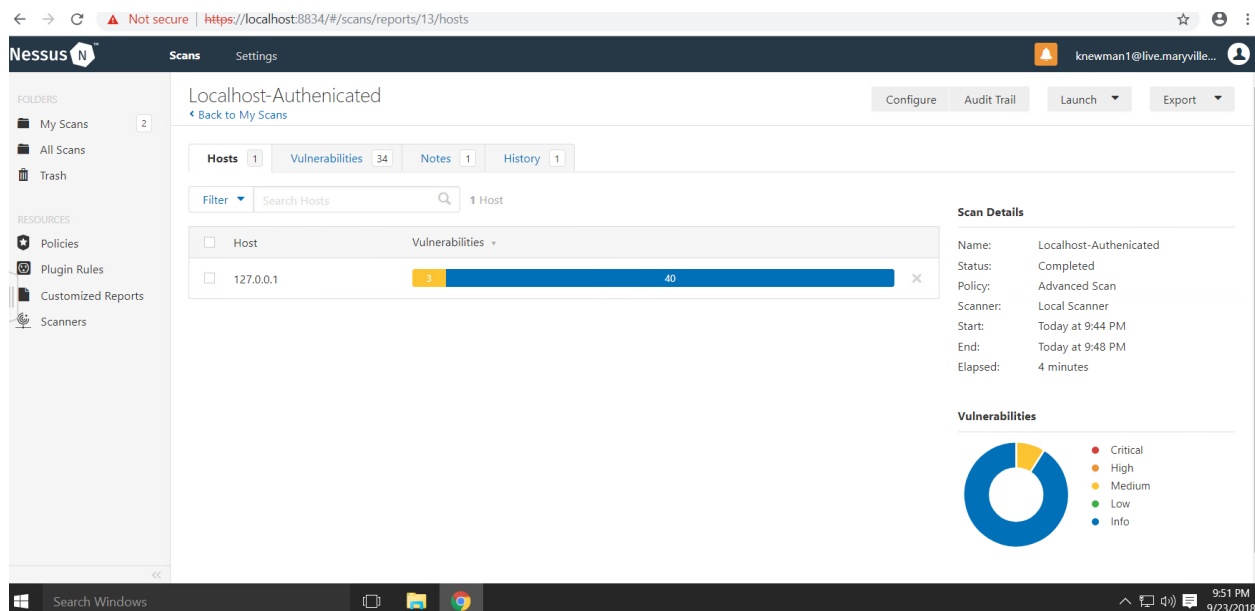 Not secure | https://localhost:8834/#/scans/reports/13/hosts
Nessus N
Scans
Settings
knewman1@live.maryville...
FOLDERS
My Scans 2
All Scans
Trash
RESOURCES
Policies
Plugin Rules
Customized Reports
Scanners
Localhost-Authenicated
Back to My Scans
Configure
Audit Trail
Launch
Export
Hosts 1
Vulnerabilities 34
Notes 1
History 1
Filter
Search Hosts
1 Host
Host
Vulnerabilities
127.0.0.1
3
40
Scan Details
Name: Localhost-Authenicated
Status: Completed
Policy: Advanced Scan
Scanner: Local Scanner
Start: Today at 9:44 PM
End: Today at 9:48 PM
Elapsed: 4 minutes
Vulnerabilities
Critical
High
Medium
Low
Info
Search Windows
9:51 PM